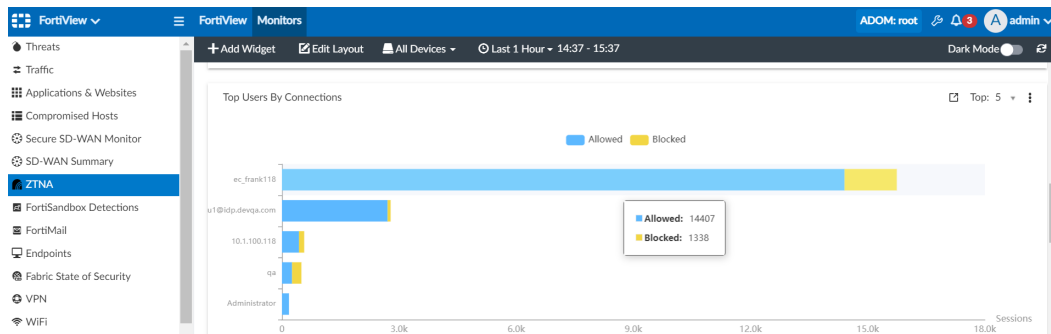 FortiView
FortiView Monitors
ADOM: root 3 A admin
Threats
Traffic
Applications & Websites
Compromised Hosts
Secure SD-WAN Monitor
SD-WAN Summary
ZTNA
FortiSandbox Detections
FortiMail
Endpoints
Fabric State of Security
VPN
WiFi
Add Widget Edit Layout All Devices Last 1 Hour 14:37 - 15:37
Dark Mode
Top Users By Connections
Top: 5
Allowed Blocked
ec_frank118
u1@idp.devqa.com
10.1.100.118
qa
Administrator
Allowed: 14407
Blocked: 1338
Sessions
0 3.0k 6.0k 9.0k 12.0k 15.0k 18.0k